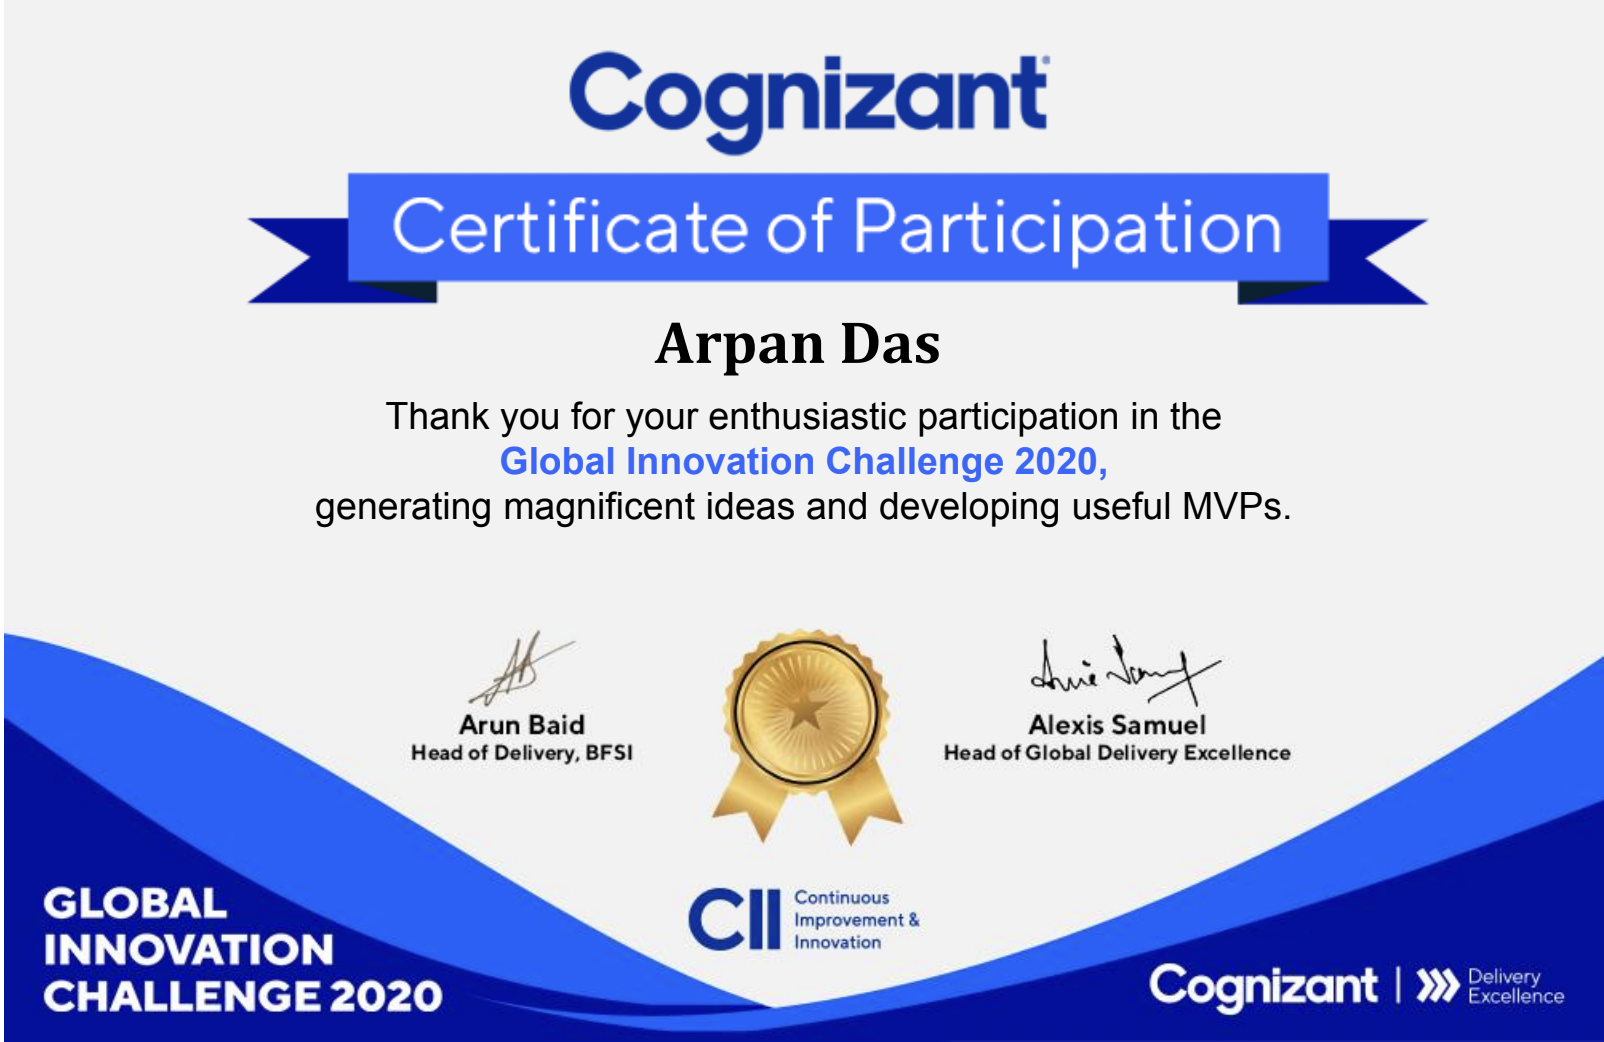 Cognizant
Certificate of Participation
Arpan Das
Thank you for your enthusiastic participation in the
Global Innovation Challenge 2020,
generating magnificent ideas and developing useful MVPs.
Arun Baid
Head of Delivery, BFSI
Alexis Samuel
Head of Global Delivery Excellence
CII
Continuous
Improvement &
Innovation
GLOBAL
INNOVATION
CHALLENGE 2020
Cognizant
Delivery
Excellence